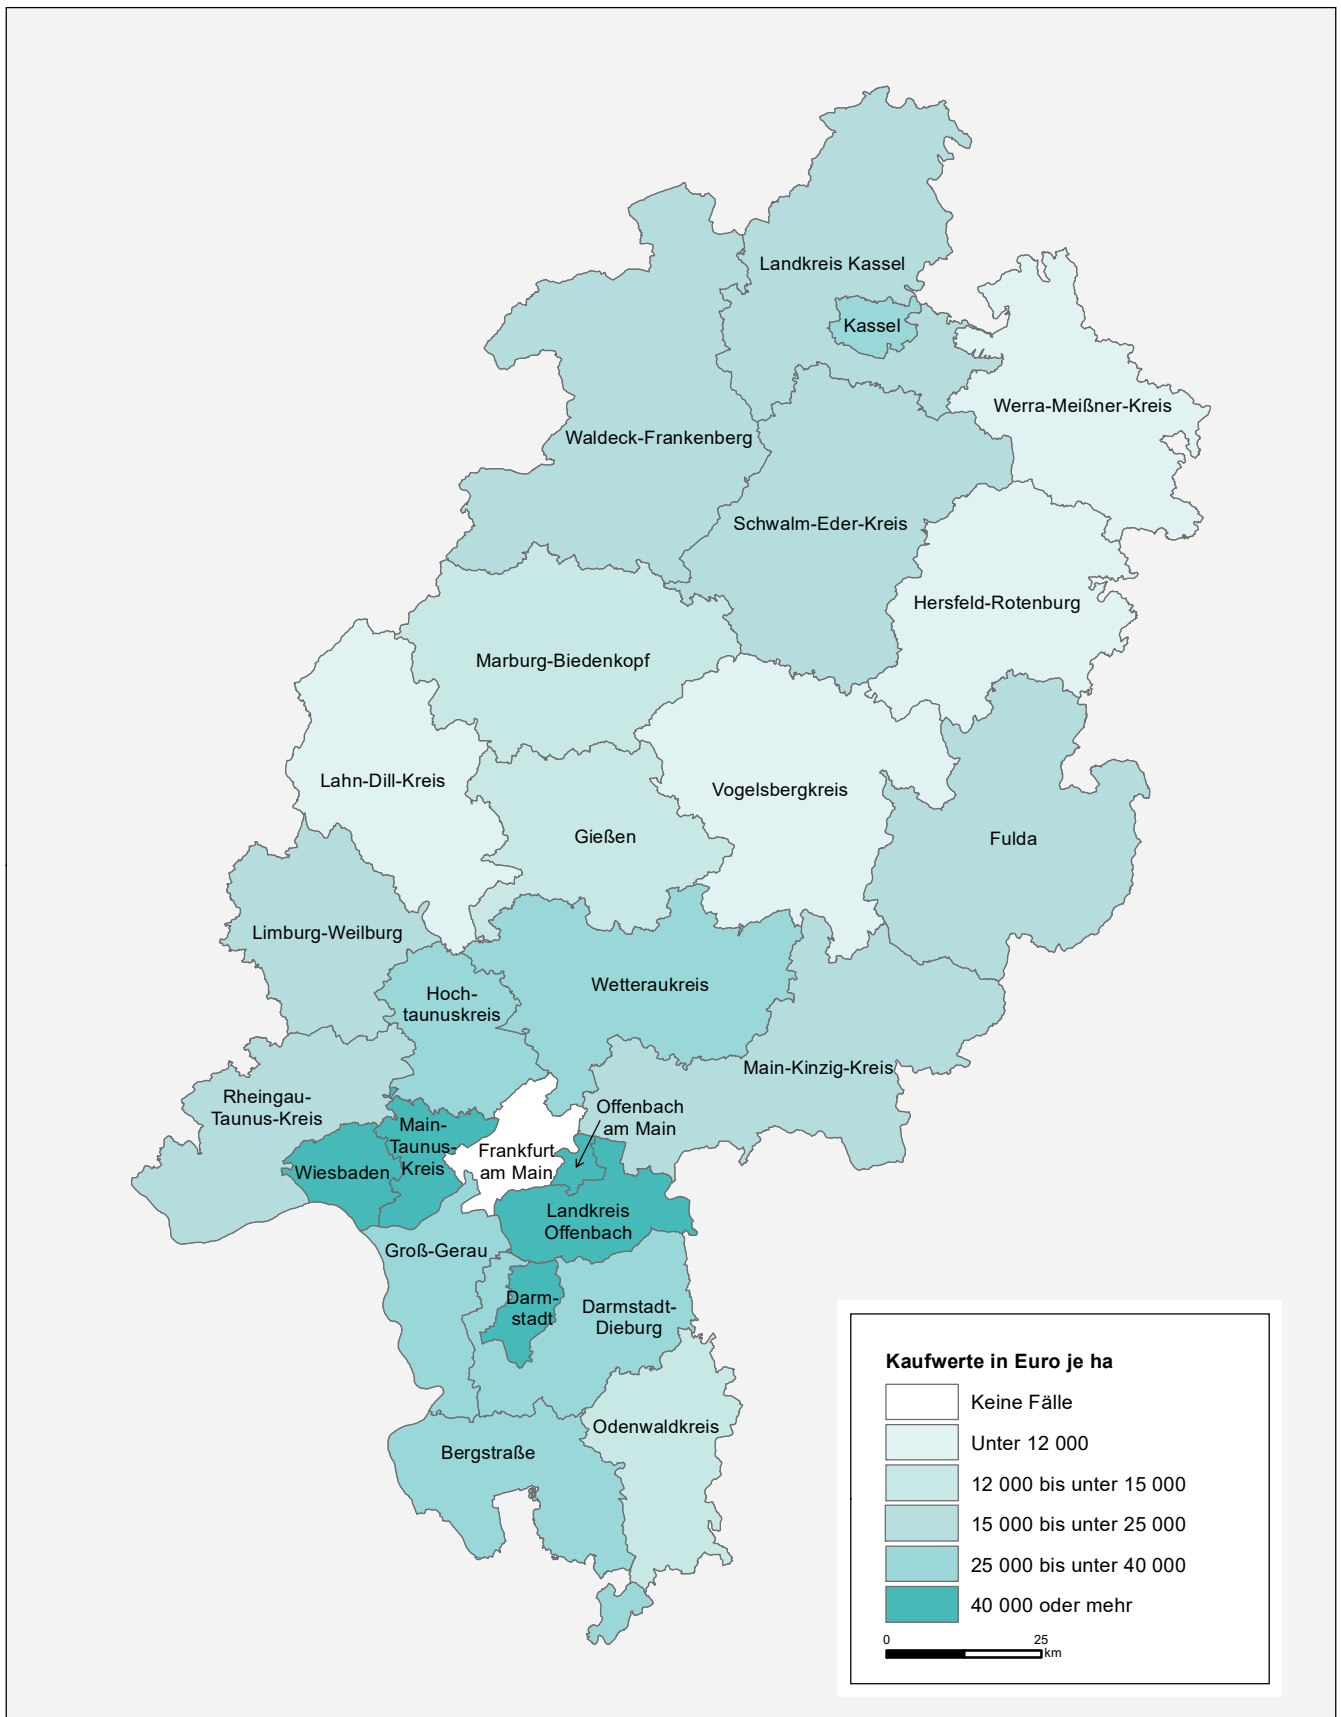 Landkreis Kassel
Kassel
Werra-Meißner-Kreis
Waldeck-Frankenberg
Schwalm-Eder-Kreis
Hersfeld-Rotenburg
Marburg-Biedenkopf
Lahn-Dill-Kreis
Vogelsbergkreis
Gießen
Fulda
Limburg-Weilburg
Wetteraukreis
Hoch-
taunuskreis
Main-Kinzig-Kreis
Rheingau-
Taunus-Kreis
Offenbach
am Main
Main-
Taunus-
Kreis
Frankfurt
am Main
Wiesbaden
Landkreis
Offenbach
Groß-Gerau
Darm-
stadt
Darmstadt-
Dieburg
Odenwaldkreis
Bergstraße
Kaufwerte in Euro je ha
Keine Fälle
Unter 12 000
12 000 bis unter 15 000
15 000 bis unter 25 000
25 000 bis unter 40 000
40 000 oder mehr
0 25
km